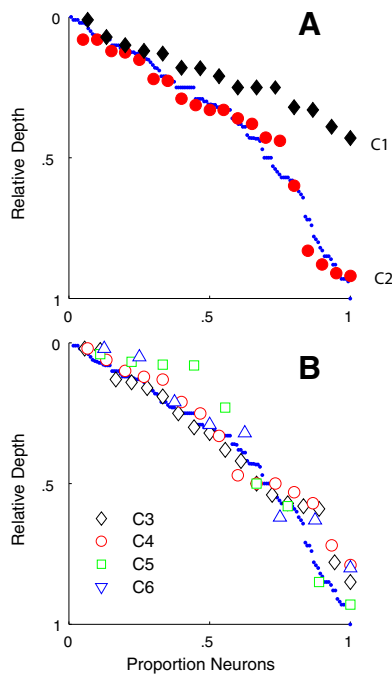 A
0
Relative Depth
.5
1
C1
C2
0
.5
1
B
0
Relative Depth
.5
1
C3
C4
C5
C6
0
.5
1
Proportion Neurons